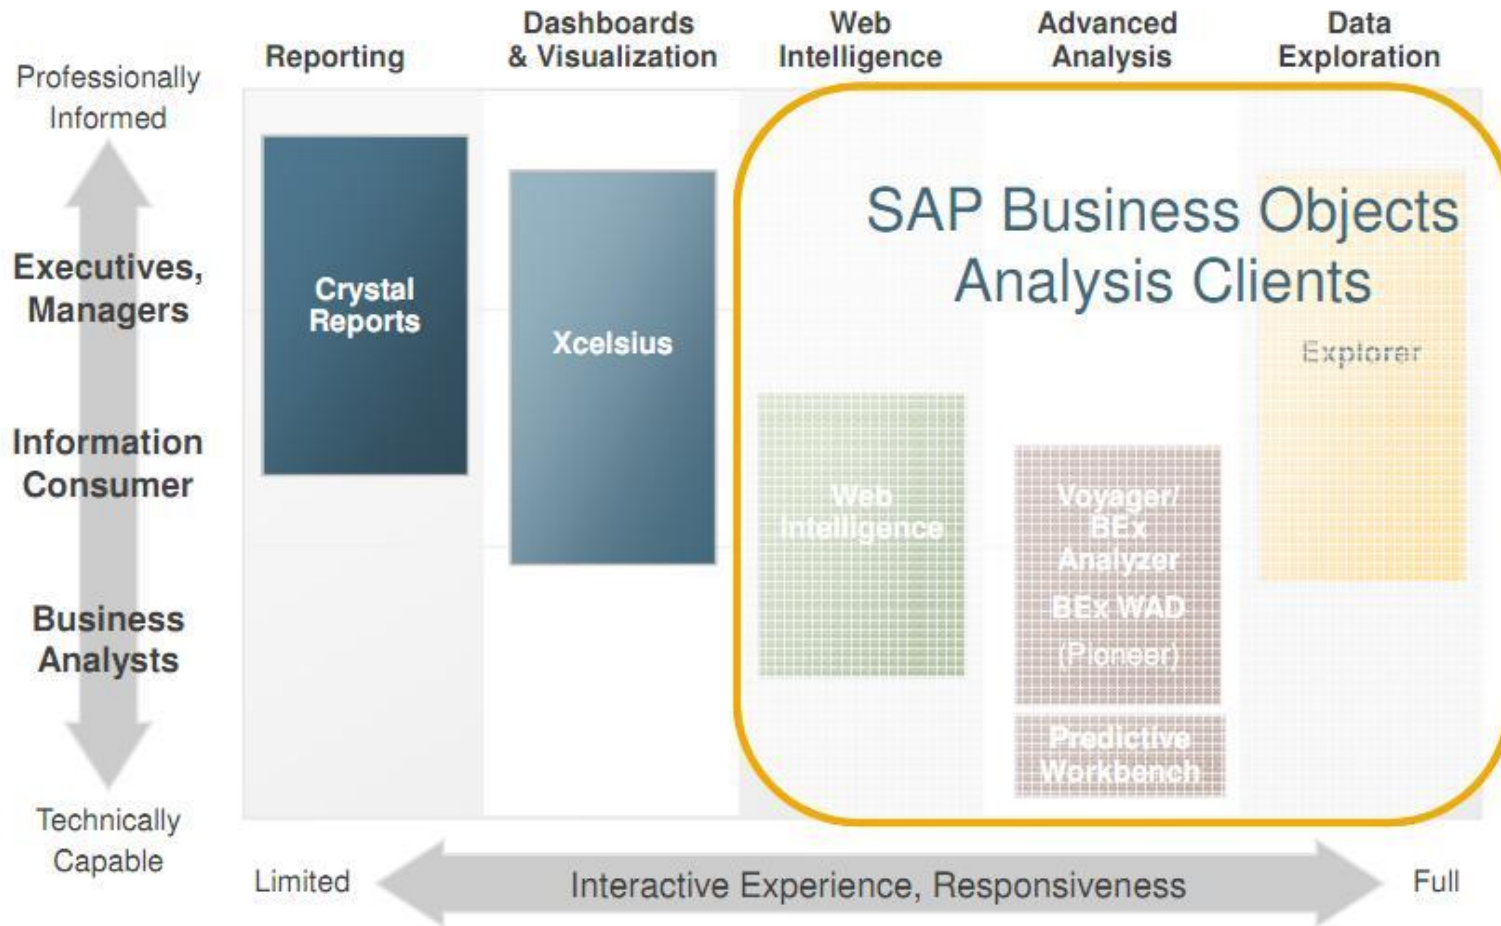 Reporting
Dashboards
& Visualization
Web
Intelligence
Advanced
Analysis
Data
Exploration
Professionally
Informed
Executives,
Managers
Information
Consumer
Business
Analysts
Technically
Capable
Crystal
Reports
Xcelsius
SAP Business Objects
Analysis Clients
Explorer
Web
Intelligence
Voyager/
BEx
Analyzer
BEx WAD
(Pioneer)
Predictive
Workbench
Limited
Interactive Experience, Responsiveness
Full